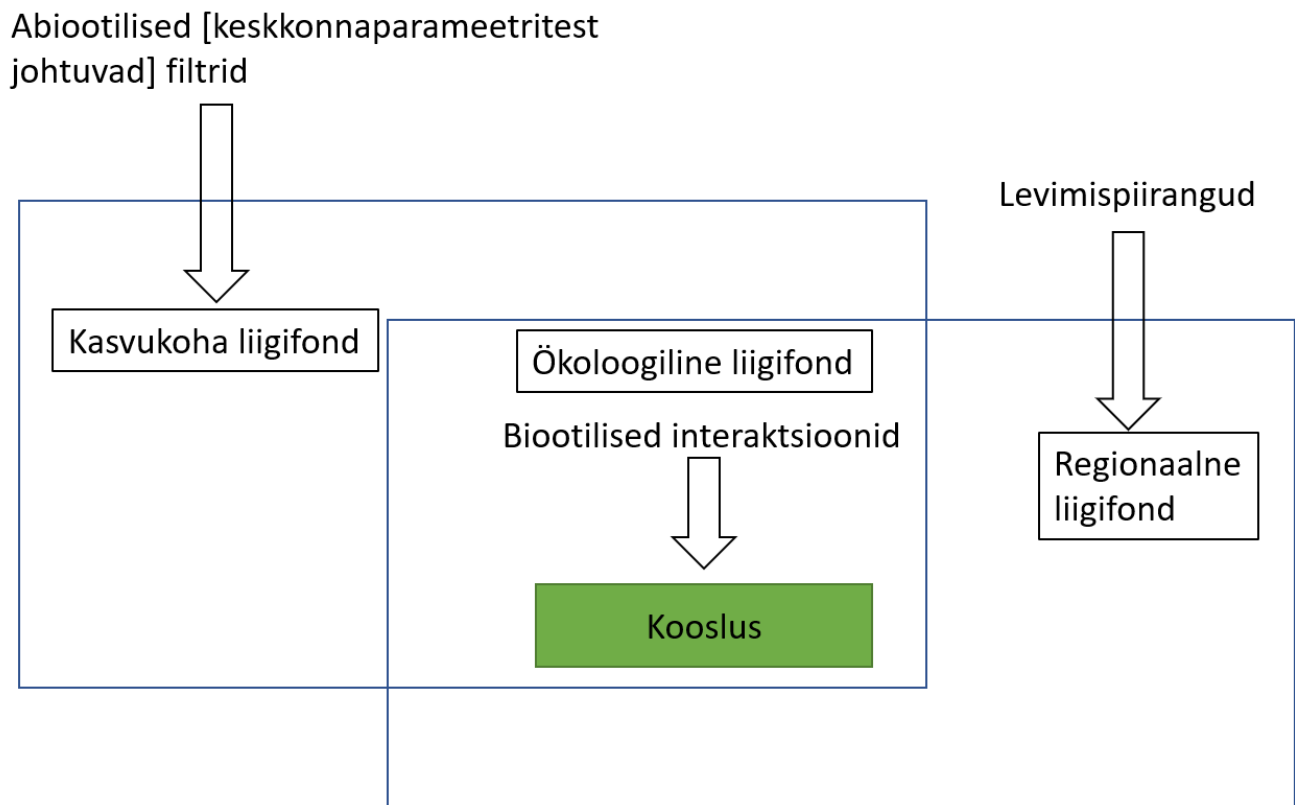 Abiootilised [keskkonnaparameetritest
johtuvad] filtrid
Levimispiirangud
Kasvukoha liigifond
Ökoloogiline liigifond
Biootilised interaktsioonid
Regionaalne
liigifond
Kooslus